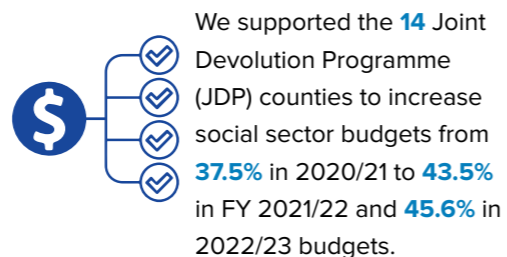 We supported the 14 Joint
Devolution Programme
(JDP) counties to increase
social sector budgets from
37.5% in 2020/21 to 43.5%
in FY 2021/22 and 45.6% in
2022/23 budgets.
$